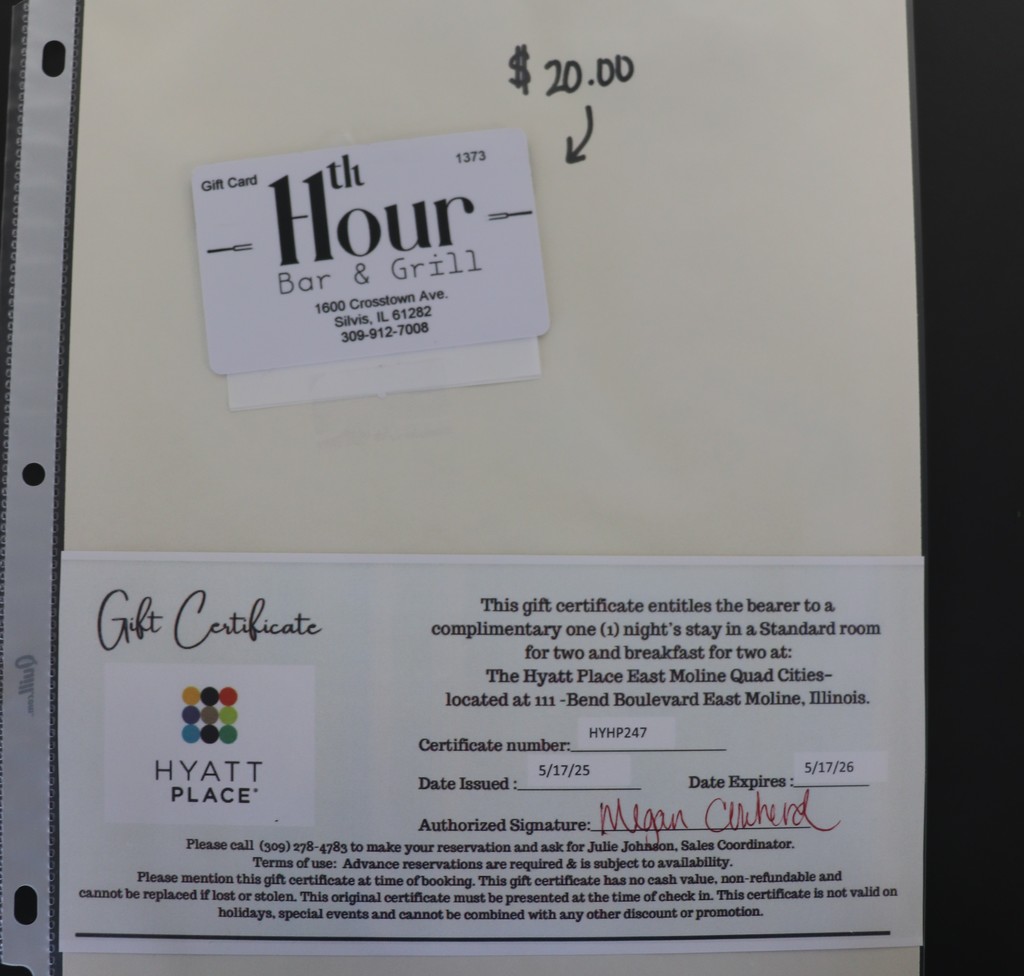 $ 20.00
Gift Card
1373
11th Hour
Bar & Grill
1600 Crosstown Ave.
Silvis, IL 61282
309-912-7008
Gift Certificate
HYATT
PLACE
This gift certificate entitles the bearer to a
complimentary one (1) night's stay in a Standard room
for two and breakfast for two at:
The Hyatt Place East Moline Quad Cities–
located at 111 -Bend Boulevard East Moline, Illinois.
Certificate number: HYHP247
Date Issued : 5/17/25 Date Expires : 5/17/26
Authorized Signature: Megan
Please call (309) 278-4783 to make your reservation and ask for Julie Johnson, Sales Coordinator.
Terms of use: Advance reservations are required & is subject to availability.
Please mention this gift certificate at time of booking. This gift certificate has no cash value, non-refundable and
cannot be replaced if lost or stolen. This original certificate must be presented at the time of check in. This certificate is not valid on
holidays, special events and cannot be combined with any other discount or promotion.